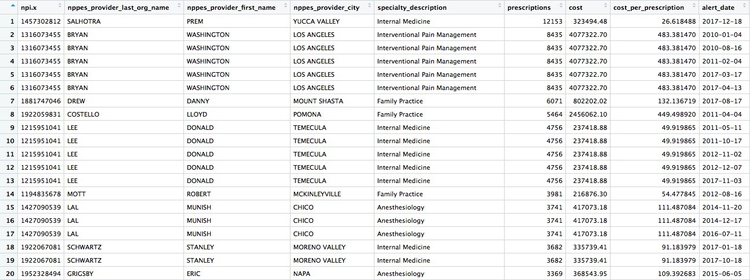 npi.x nppes_provider_last_org_name nppes_provider_first_name nppes_provider_city specialty_description prescriptions cost cost_per_prescription alert_date
1 1457302812 SALHOTRA PREM YUCCA VALLEY Internal Medicine 12153 323494.48 26.618488 2017-12-18
2 1316073455 BRYAN WASHINGTON LOS ANGELES Interventional Pain Management 8435 4077322.70 483.381470 2010-01-04
3 1316073455 BRYAN WASHINGTON LOS ANGELES Interventional Pain Management 8435 4077322.70 483.381470 2010-08-16
4 1316073455 BRYAN WASHINGTON LOS ANGELES Interventional Pain Management 8435 4077322.70 483.381470 2011-02-04
5 1316073455 BRYAN WASHINGTON LOS ANGELES Interventional Pain Management 8435 4077322.70 483.381470 2017-03-17
6 1316073455 BRYAN WASHINGTON LOS ANGELES Interventional Pain Management 8435 4077322.70 483.381470 2017-04-13
7 1881747046 DREW DANNY MOUNT SHASTA Family Practice 6071 802202.02 132.136719 2017-08-17
8 1922059831 COSTELLO LLOYD POMONA Family Practice 5464 2456062.10 449.498920 2011-04-04
9 1215951041 LEE DONALD TEMECULA Internal Medicine 4756 237418.88 49.919865 2011-05-11
10 1215951041 LEE DONALD TEMECULA Internal Medicine 4756 237418.88 49.919865 2011-10-17
11 1215951041 LEE DONALD TEMECULA Internal Medicine 4756 237418.88 49.919865 2012-11-02
12 1215951041 LEE DONALD TEMECULA Internal Medicine 4756 237418.88 49.919865 2012-12-07
13 1215951041 LEE DONALD TEMECULA Internal Medicine 4756 237418.88 49.919865 2017-11-03
14 1194835678 MOTT ROBERT MCKINLEYVILLE Family Practice 3981 216876.30 54.477845 2012-08-16
15 1427090539 LAL MUNISH CHICO Anesthesiology 3741 417073.18 111.487084 2014-11-20
16 1427090539 LAL MUNISH CHICO Anesthesiology 3741 417073.18 111.487084 2014-12-17
17 1427090539 LAL MUNISH CHICO Anesthesiology 3741 417073.18 111.487084 2016-07-11
18 1922067081 SCHWARTZ STANLEY MORENO VALLEY Internal Medicine 3682 335739.41 91.183979 2017-01-18
19 1922067081 SCHWARTZ STANLEY MORENO VALLEY Internal Medicine 3682 335739.41 91.183979 2017-10-18
20 1952328494 GRIGSBY ERIC NAPA Anesthesiology 3369 368543.95 109.392683 2015-06-05